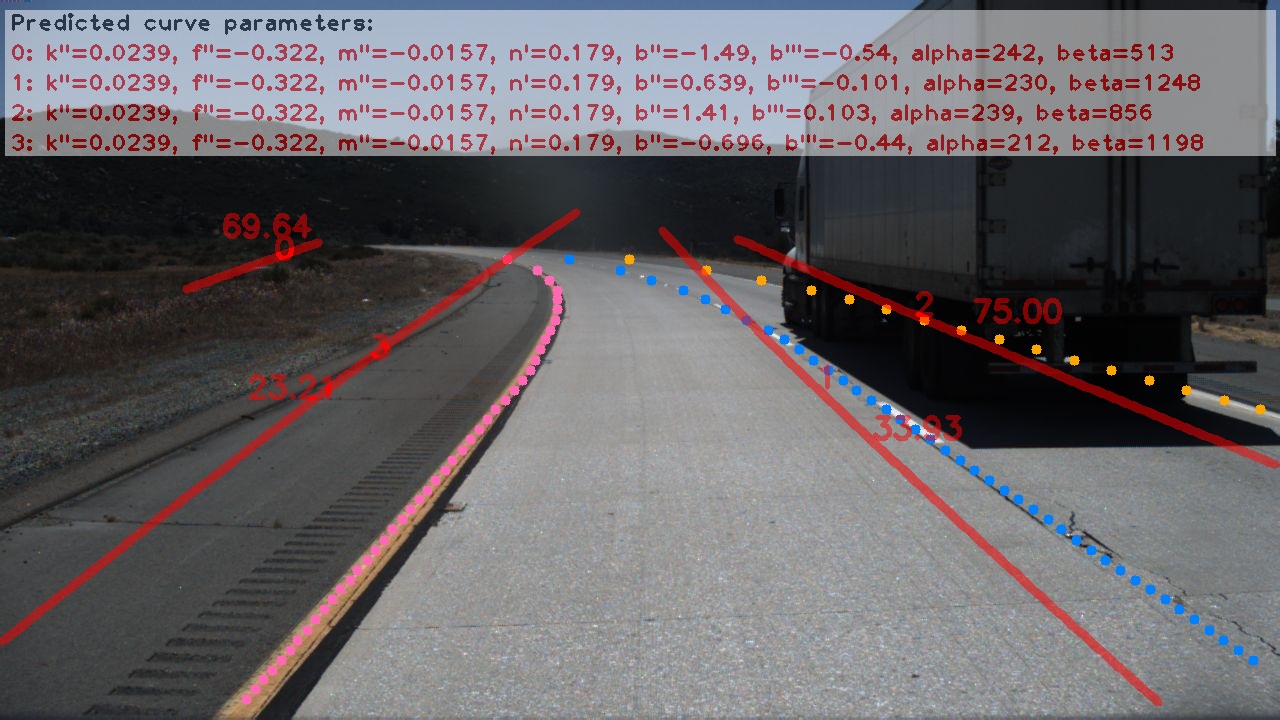 Predicted curve parameters:
0: k''=0.0239, f''=-0.322, m''=-0.0157, n'=0.179, b''=-1.49, b'''=-0.54, alpha=242, beta=513
1: k''=0.0239, f''=-0.322, m''=-0.0157, n'=0.179, b''=0.639, b'''=-0.101, alpha=230, beta=1248
2: k''=0.0239, f''=-0.322, m''=-0.0157, n'=0.179, b''=1.41, b'''=0.103, alpha=239, beta=856
3: k''=0.0239, f''=-0.322, m''=-0.0157, n'=0.179, b''=-0.696, b'''=-0.44, alpha=212, beta=1198
69.64
0
2
75.00
3
23.21
1
33.93